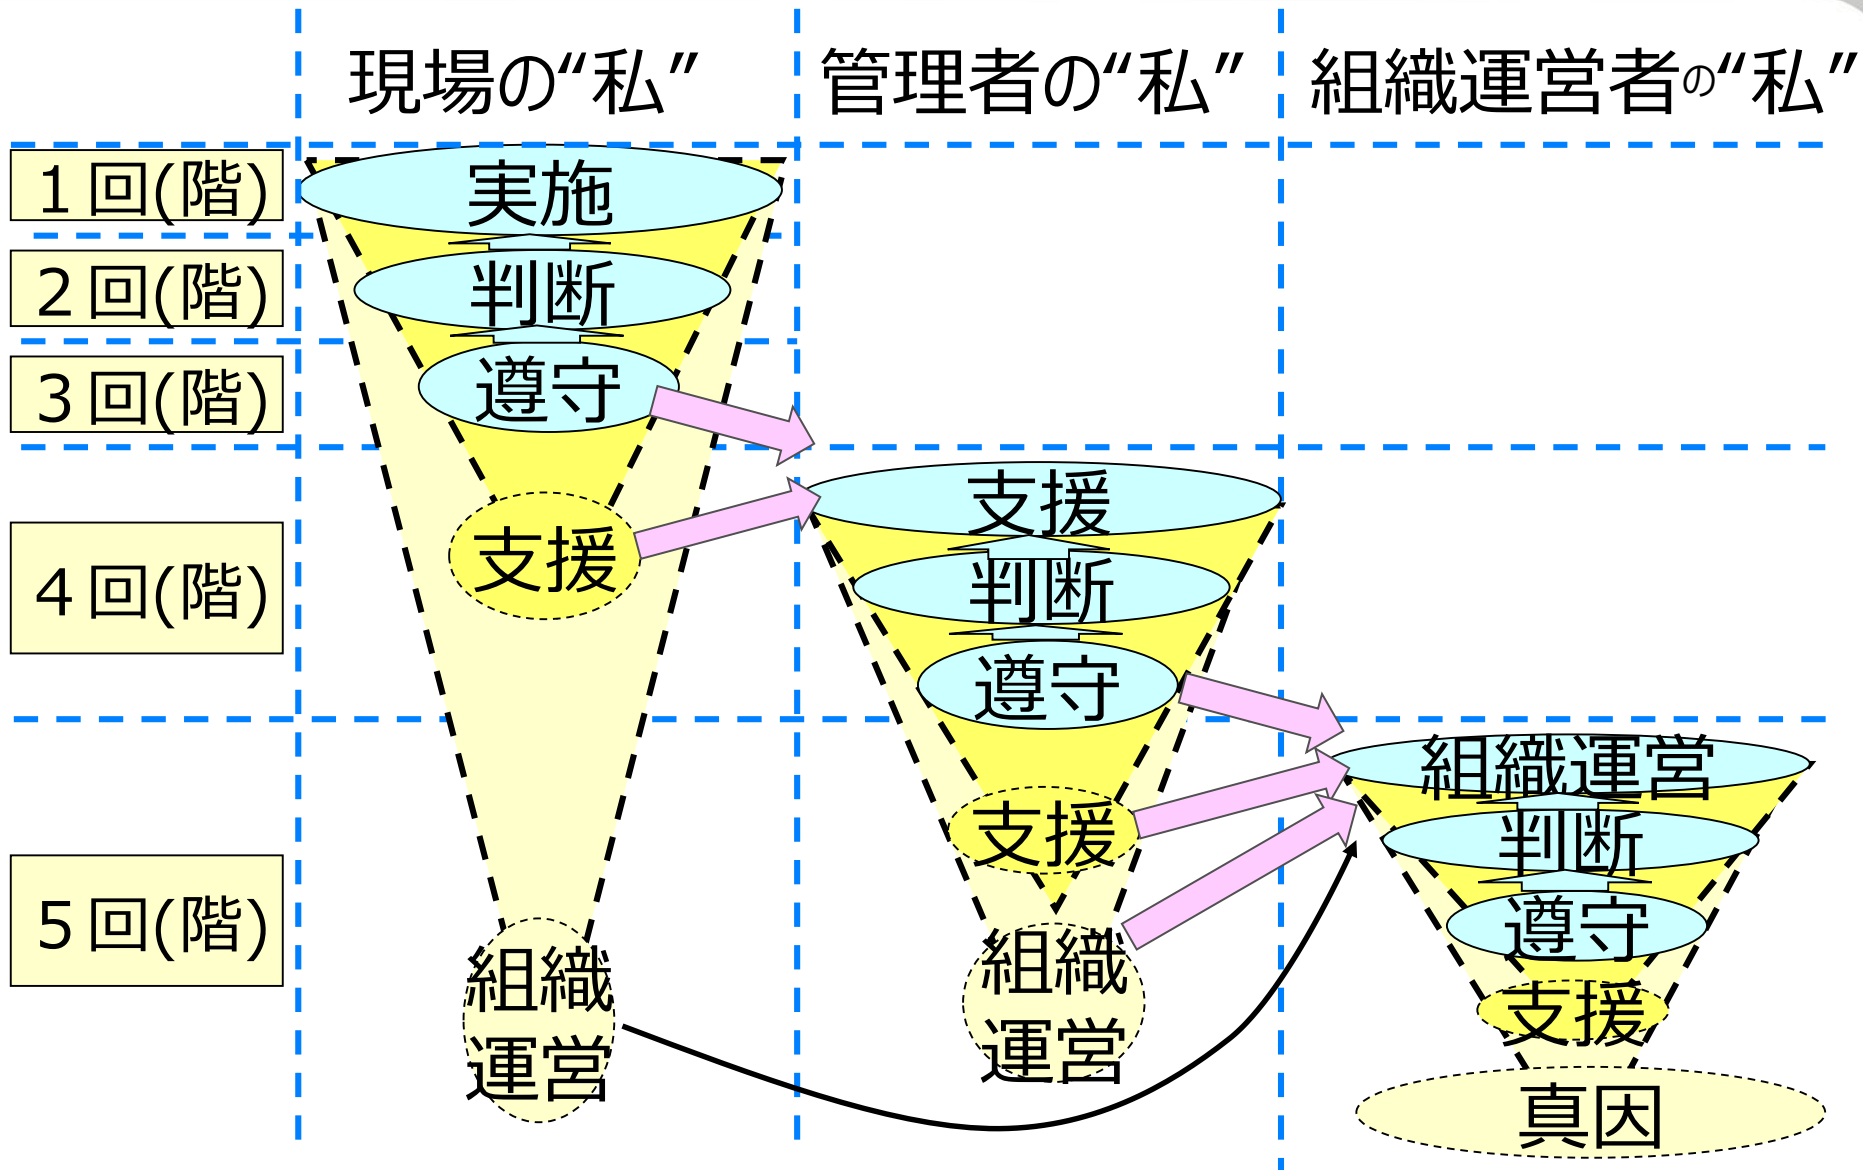 現場の“私”
管理者の“私”
組織運営者の“私”
１回(階)
２回(階)
３回(階)
４回(階)
５回(階)
実施
判断
遵守
支援
組織
運営
支援
判断
遵守
支援
組織
運営
組織運営
判断
遵守
支援
真因